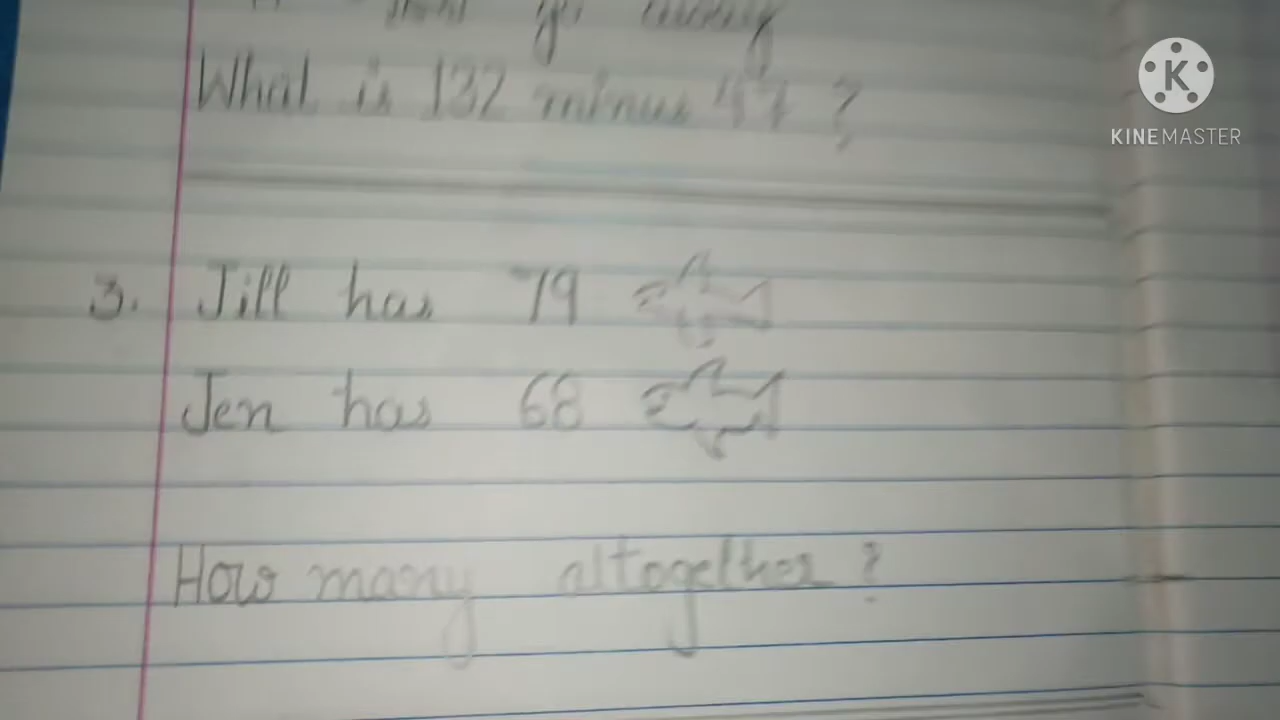 What is 132 minus 47 ?
K
KINEMASTER
3. Jill has 79
Jen has 68
How many altogether ?